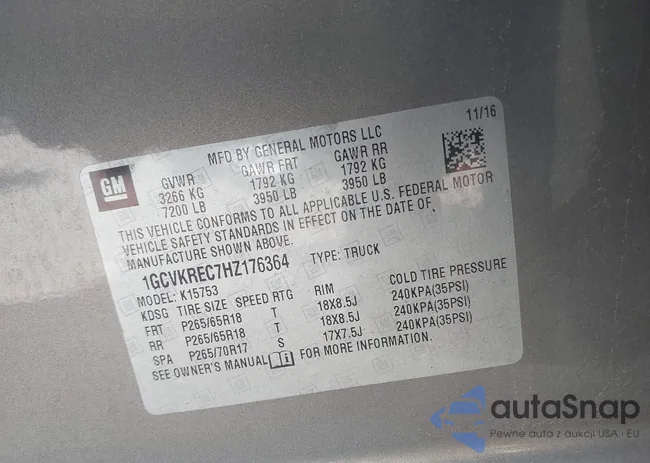 11/16
MFD BY GENERAL MOTORS LLC
GM
GVWR GAWR FRT GAWR RR
3266 KG 1792 KG 1792 KG
7200 LB 3950 LB 3950 LB
THIS VEHICLE CONFORMS TO ALL APPLICABLE U.S. FEDERAL MOTOR
VEHICLE SAFETY STANDARDS IN EFFECT ON THE DATE OF
MANUFACTURE SHOWN ABOVE.
1GCVKREC7HZ176364 TYPE: TRUCK
MODEL: K15753
KDSG TIRE SIZE SPEED RTG RIM COLD TIRE PRESSURE
FRT P265/65R18 T 18X8.5J 240KPA(35PSI)
RR P265/65R18 T 18X8.5J 240KPA(35PSI)
SPA P265/70R17 S 17X7.5J 240KPA(35PSI)
SEE OWNER'S MANUAL FOR MORE INFORMATION.
autaSnap
Pewne auta z aukcji USA · EU